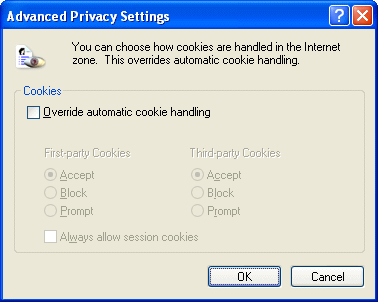 Advanced Privacy Settings
You can choose how cookies are handled in the Internet
zone. This overrides automatic cookie handling.
Cookies
Override automatic cookie handling
First-party Cookies Third-party Cookies
Accept Accept
Block Block
Prompt Prompt
Always allow session cookies
OK Cancel